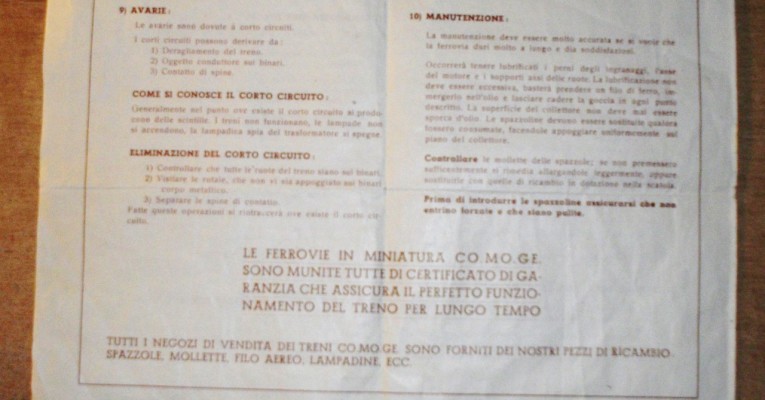 9) AVARIE:
Le avarie sono dovute a corto circuiti.
I corti circuiti possono derivare da:
1) Deragliamento del treno.
2) Oggetto conduttore sui binari.
3) Contatto di spine.
COME SI CONOSCE IL CORTO CIRCUITO:
Generalmente nel punto ove esiste il corto circuito si produ-
cono delle scintille. I treni non funzionano, le lampade non
si accendono, la lampadina spia del trasformatore si spegne.
ELIMINAZIONE DEL CORTO CIRCUITO:
1) Controllare che tutte le ruote del treno siano sui binari.
2) Visitare le rotaie, che non vi sia appoggiato sui binari
corpo metallico.
3) Separare le spine di contatto.
Fatte queste operazioni si rintraccerà ove esiste il corto cir-
cuito.
10) MANUTENZIONE:
La manutenzione deve essere molto accurata se si vuole che
la ferrovia duri molto a lungo e dia soddisfazioni.
Occorrerà tenere lubrificati i perni degli ingranaggi, l'asse
del motore e i supporti assi delle ruote. La lubrificazione non
deve essere eccessiva, basterà prendere un filo di ferro, im-
mergerlo nell'olio e lasciare cadere la goccia in ogni punto
descritto. La superficie del collettore non deve mai essere
sporca d'olio. Le spazzoline devono essere sostituite qualora
fossero consumate, facendole appoggiare uniformemente sul
piano del collettore.
Controllare le mollette delle spazzole; se non premessero
sufficientemente si rimedia allargandole leggermente, oppure
sostituirle con quelle di ricambio in dotazione nella scatola.
Prima di introdurre le spazzoline assicurarsi che non
entrino forzate e che siano pulite.
LE FERROVIE IN MINIATURA CO.MO.GE.
SONO MUNITE TUTTE DI CERTIFICATO DI GA-
RANZIA CHE ASSICURA IL PERFETTO FUNZIO-
NAMENTO DEL TRENO PER LUNGO TEMPO
TUTTI I NEGOZI DI VENDITA DEI TRENI CO.MO.GE. SONO FORNITI DEI NOSTRI PEZZI DI RICAMBIO
SPAZZOLE, MOLLETTE, FILO AEREO, LAMPADINE, ECC.